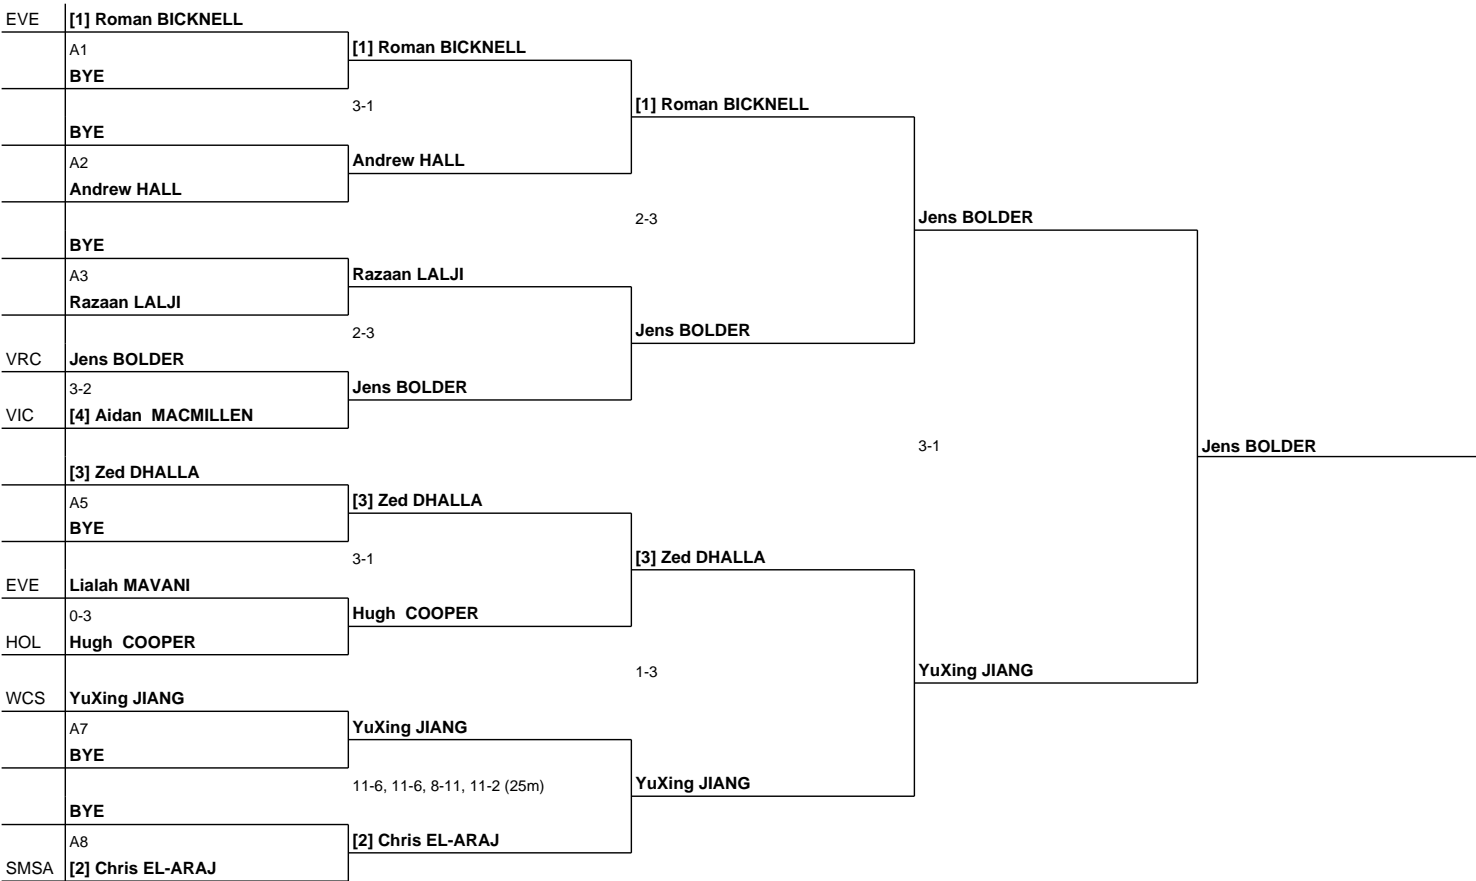 EVE [1] Roman BICKNELL
A1 [1] Roman BICKNELL
BYE
3-1 [1] Roman BICKNELL
BYE
A2 Andrew HALL
Andrew HALL
2-3 Jens BOLDER
BYE
A3 Razaan LALJI
Razaan LALJI
2-3 Jens BOLDER
VRC Jens BOLDER
3-2 Jens BOLDER
VIC [4] Aidan MACMILLEN
3-1 Jens BOLDER
[3] Zed DHALLA
A5 [3] Zed DHALLA
BYE
3-1 [3] Zed DHALLA
EVE Lialah MAVANI
0-3 Hugh COOPER
HOL Hugh COOPER
1-3 YuXing JIANG
WCS YuXing JIANG
A7 YuXing JIANG
BYE
11-6, 11-6, 8-11, 11-2 (25m) YuXing JIANG
BYE
A8 [2] Chris EL-ARAJ
SMSA [2] Chris EL-ARAJ